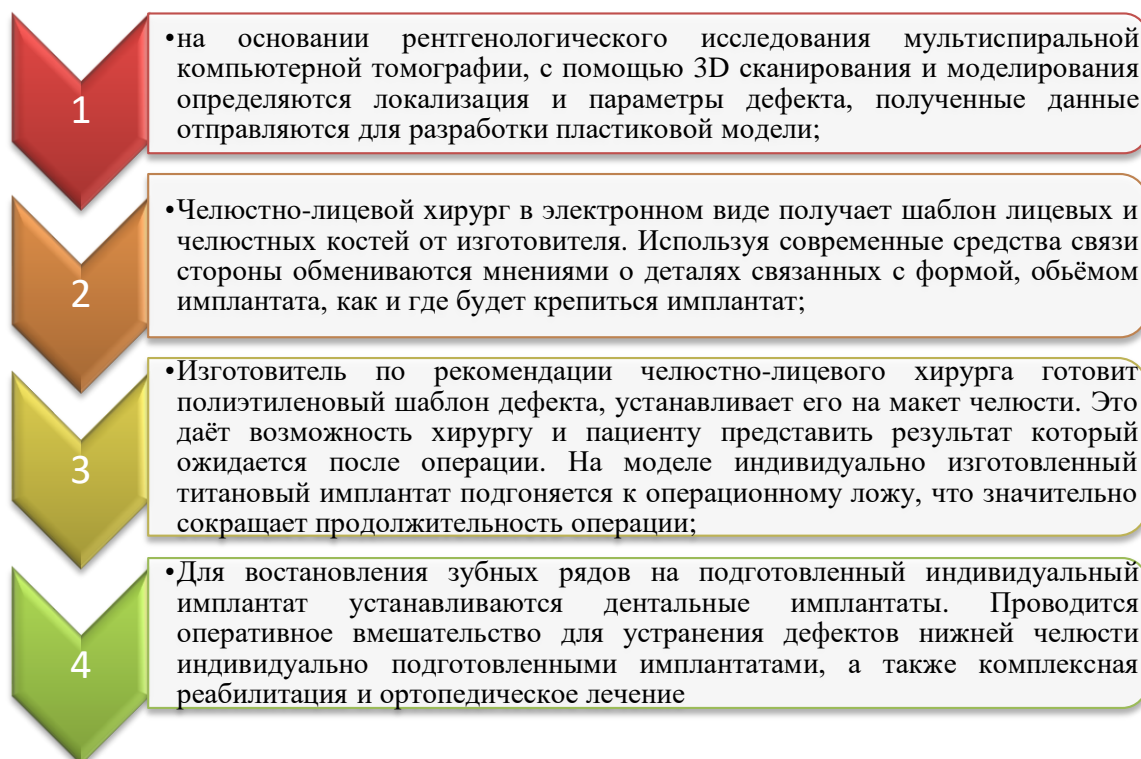 1
•на основании рентгенологического исследования мультиспиральной
компьютерной томографии, с помощью 3D сканирования и моделирования
определяются локализация и параметры дефекта, полученные данные
отправляются для разработки пластиковой модели;
2
•Челюстно-лицевой хирург в электронном виде получает шаблон лицевых и
челюстных костей от изготовителя. Используя современные средства связи
стороны обмениваются мнениями о деталях связанных с формой, обьёмом
имплантата, как и где будет крепиться имплантат;
3
•Изготовитель по рекомендации челюстно-лицевого хирурга готовит
полиэтиленовый шаблон дефекта, устанавливает его на макет челюсти. Это
даёт возможность хирургу и пациенту представить результат который
ожидается после операции. На моделе индивидуально изготовленный
титановый имплантат подгоняется к операционному ложу, что значительно
сокращает продолжительность операции;
4
•Для востановления зубных рядов на подготовленный индивидуальный
имплантат устанавливаются дентальные имплантаты. Проводится
оперативное вмешательство для устранения дефектов нижней челюсти
индивидуально подготовленными имплантатами, а также комплексная
реабилитация и ортопедическое лечение